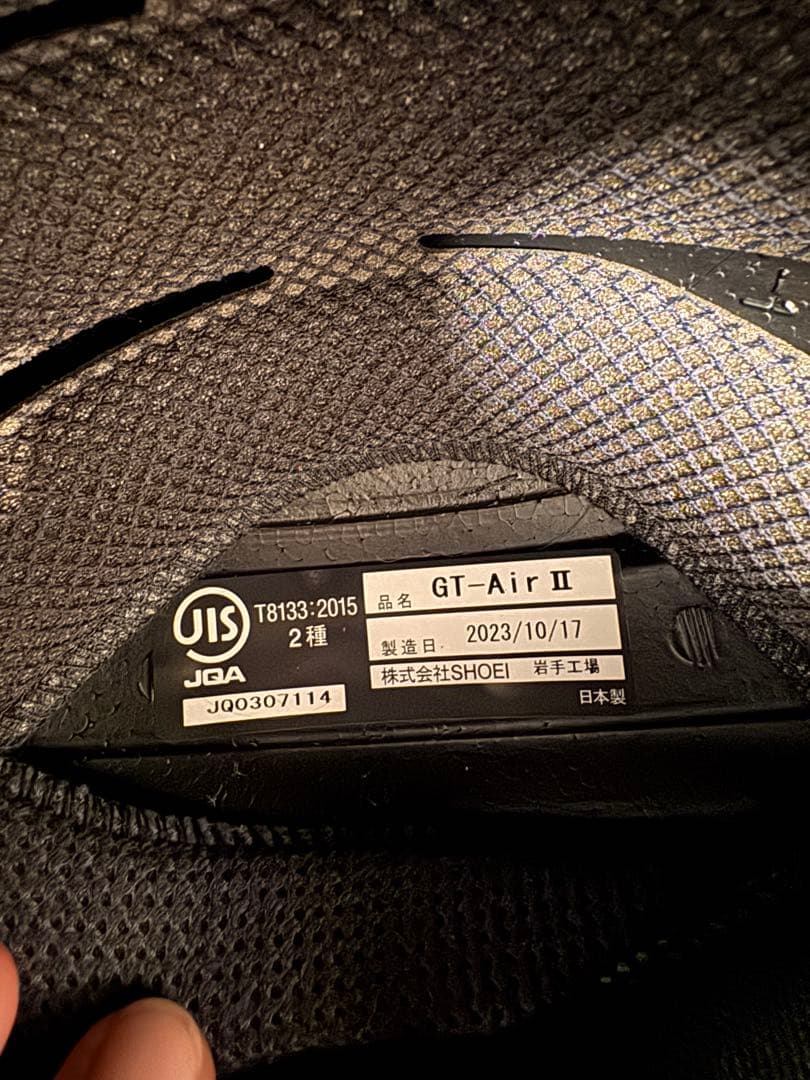 JIS
T8133:2015
2種
JQA
JQ0307114
品名 GT-Air II
製造日. 2023/10/17
株式会社SHOEI 岩手工場
日本製